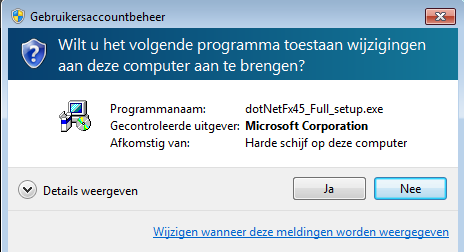 Gebruikersaccountbeheer
Wilt u het volgende programma toestaan wijzigingen
aan deze computer aan te brengen?
Programmanaam: dotNetFx45_Full_setup.exe
Gecontroleerde uitgever: Microsoft Corporation
Afkomstig van: Harde schijf op deze computer
Details weergeven
Ja
Nee
Wijzigen wanneer deze meldingen worden weergegeven